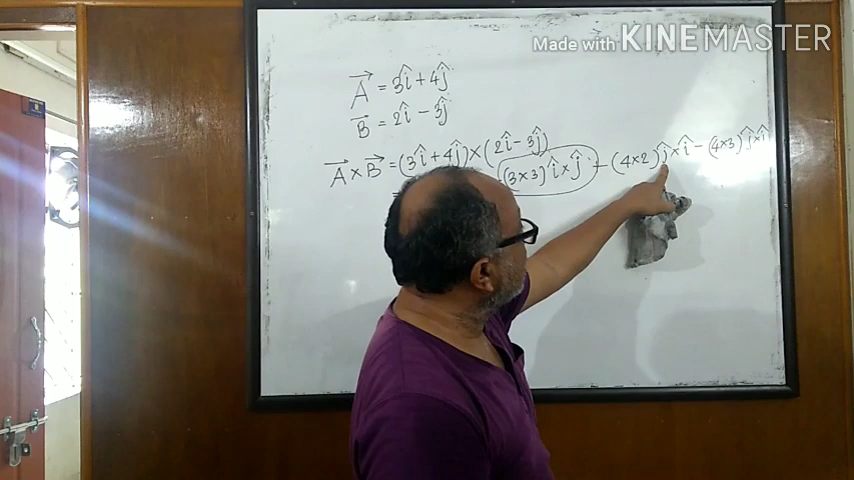 Made with KINEMASTER
A⃗ = 3î + 4ĵ
B⃗ = 2î − 3ĵ
A⃗ × B⃗ = (3î + 4ĵ) × (2î − 3ĵ)
(3×3) î × ĵ − (4×2) ĵ × î − (4×3) ĵ × î